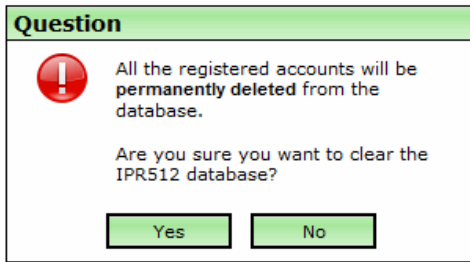 Question
All the registered accounts will be
permanently deleted from the
database.
Are you sure you want to clear the
IPR512 database?
Yes
No